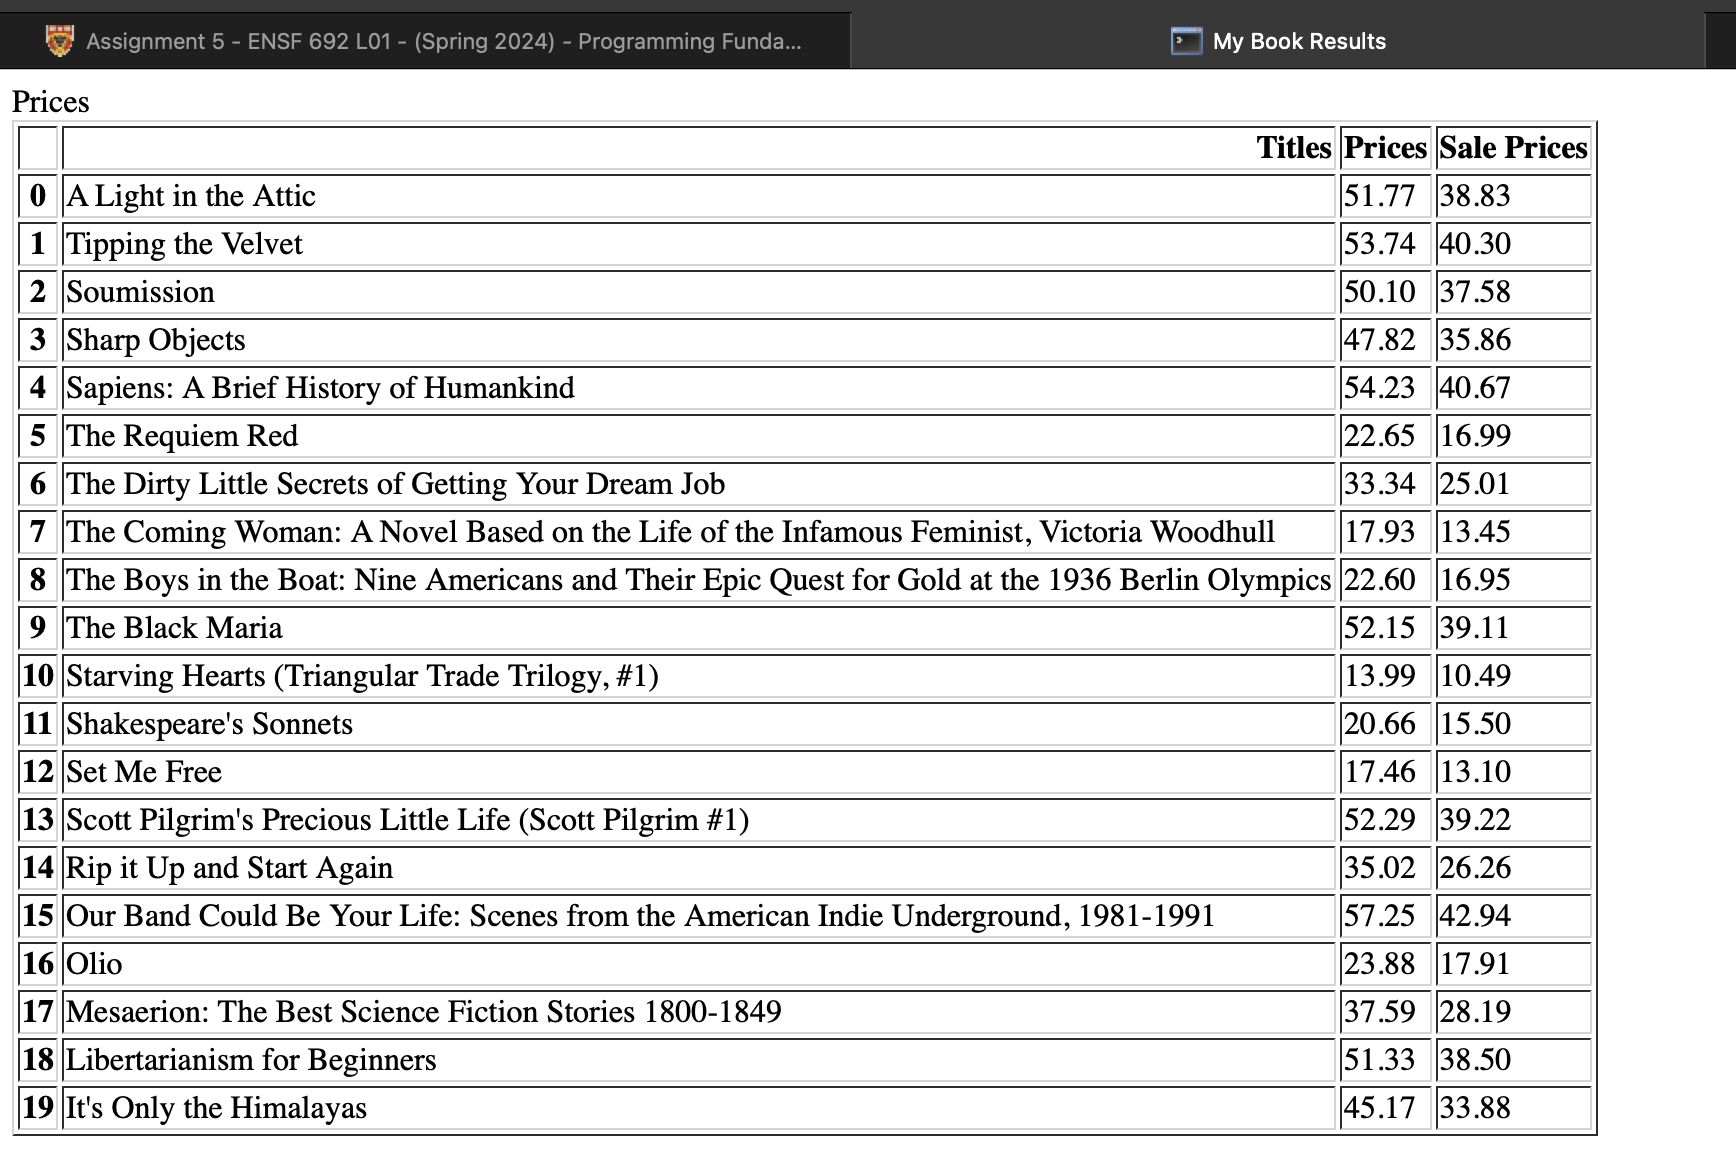 Assignment 5 - ENSF 692 L01 - (Spring 2024) - Programming Funda... My Book Results
Prices
Titles Prices Sale Prices
0 A Light in the Attic 51.77 38.83
1 Tipping the Velvet 53.74 40.30
2 Soumission 50.10 37.58
3 Sharp Objects 47.82 35.86
4 Sapiens: A Brief History of Humankind 54.23 40.67
5 The Requiem Red 22.65 16.99
6 The Dirty Little Secrets of Getting Your Dream Job 33.34 25.01
7 The Coming Woman: A Novel Based on the Life of the Infamous Feminist, Victoria Woodhull 17.93 13.45
8 The Boys in the Boat: Nine Americans and Their Epic Quest for Gold at the 1936 Berlin Olympics 22.60 16.95
9 The Black Maria 52.15 39.11
10 Starving Hearts (Triangular Trade Trilogy, #1) 13.99 10.49
11 Shakespeare's Sonnets 20.66 15.50
12 Set Me Free 17.46 13.10
13 Scott Pilgrim's Precious Little Life (Scott Pilgrim #1) 52.29 39.22
14 Rip it Up and Start Again 35.02 26.26
15 Our Band Could Be Your Life: Scenes from the American Indie Underground, 1981-1991 57.25 42.94
16 Olio 23.88 17.91
17 Mesaerion: The Best Science Fiction Stories 1800-1849 37.59 28.19
18 Libertarianism for Beginners 51.33 38.50
19 It's Only the Himalayas 45.17 33.88